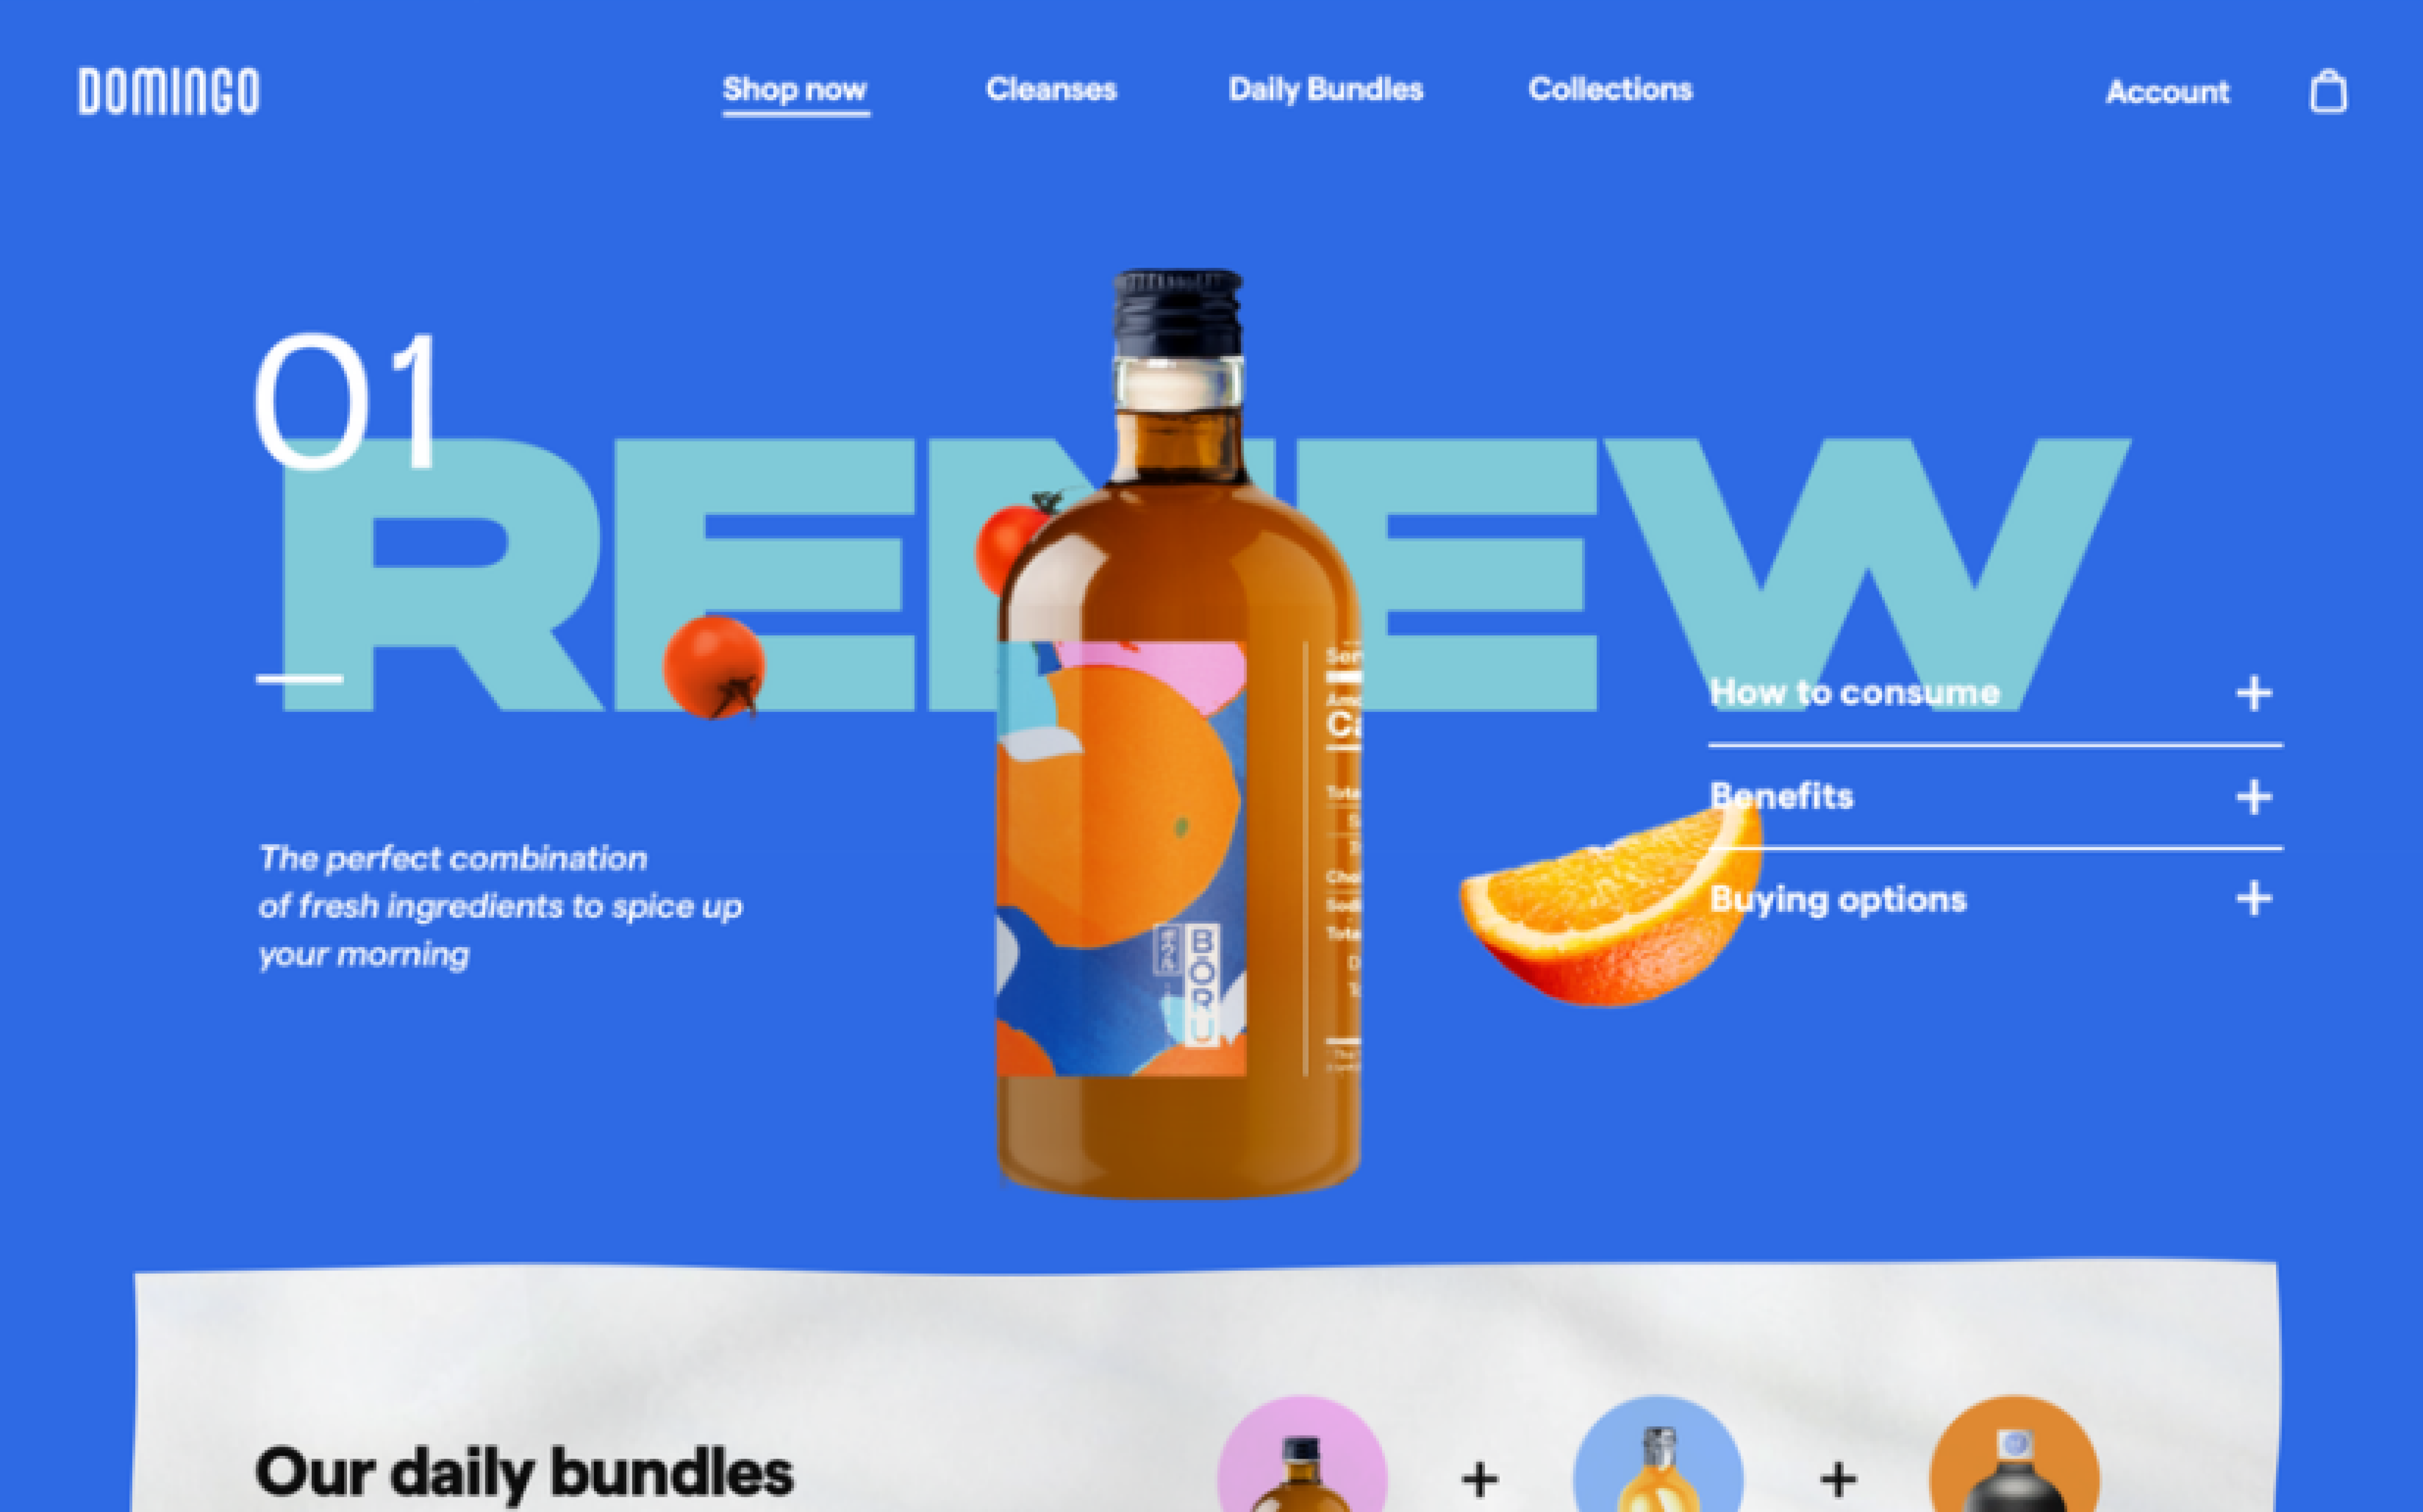 DOMINGO
Shop now
Cleanses
Daily Bundles
Collections
Account
01
RENEW
The perfect combination
of fresh ingredients to spice up
your morning
BORU
How to consume
Benefits
Buying options
Our daily bundles